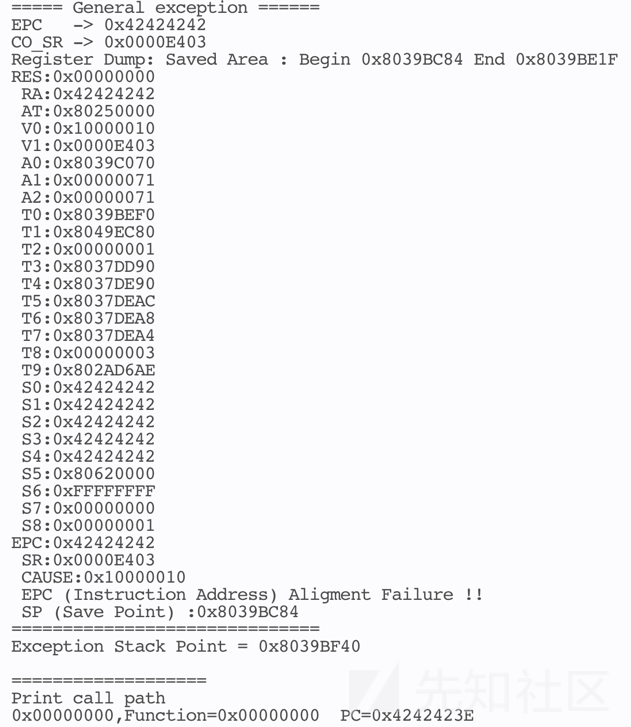 ===== General exception ======
EPC   -> 0x42424242
CO_SR -> 0x0000E403
Register Dump: Saved Area : Begin 0x8039BC84 End 0x8039BE1F
RES:0x00000000
 RA:0x42424242
 AT:0x80250000
 V0:0x10000010
 V1:0x0000E403
 A0:0x8039C070
 A1:0x00000071
 A2:0x00000071
 T0:0x8039BEF0
 T1:0x8049EC80
 T2:0x00000001
 T3:0x8037DD90
 T4:0x8037DE90
 T5:0x8037DEAC
 T6:0x8037DEA8
 T7:0x8037DEA4
 T8:0x00000003
 T9:0x802AD6AE
 S0:0x42424242
 S1:0x42424242
 S2:0x42424242
 S3:0x42424242
 S4:0x42424242
 S5:0x80620000
 S6:0xFFFFFFFF
 S7:0x00000000
 S8:0x00000001
EPC:0x42424242
 SR:0x0000E403
 CAUSE:0x10000010
 EPC (Instruction Address) Aligment Failure !!
 SP (Save Point) :0x8039BC84
==============================
Exception Stack Point = 0x8039BF40
===================
Print call path
0x00000000,Function=0x00000000  PC=0x4242423E
先知社区